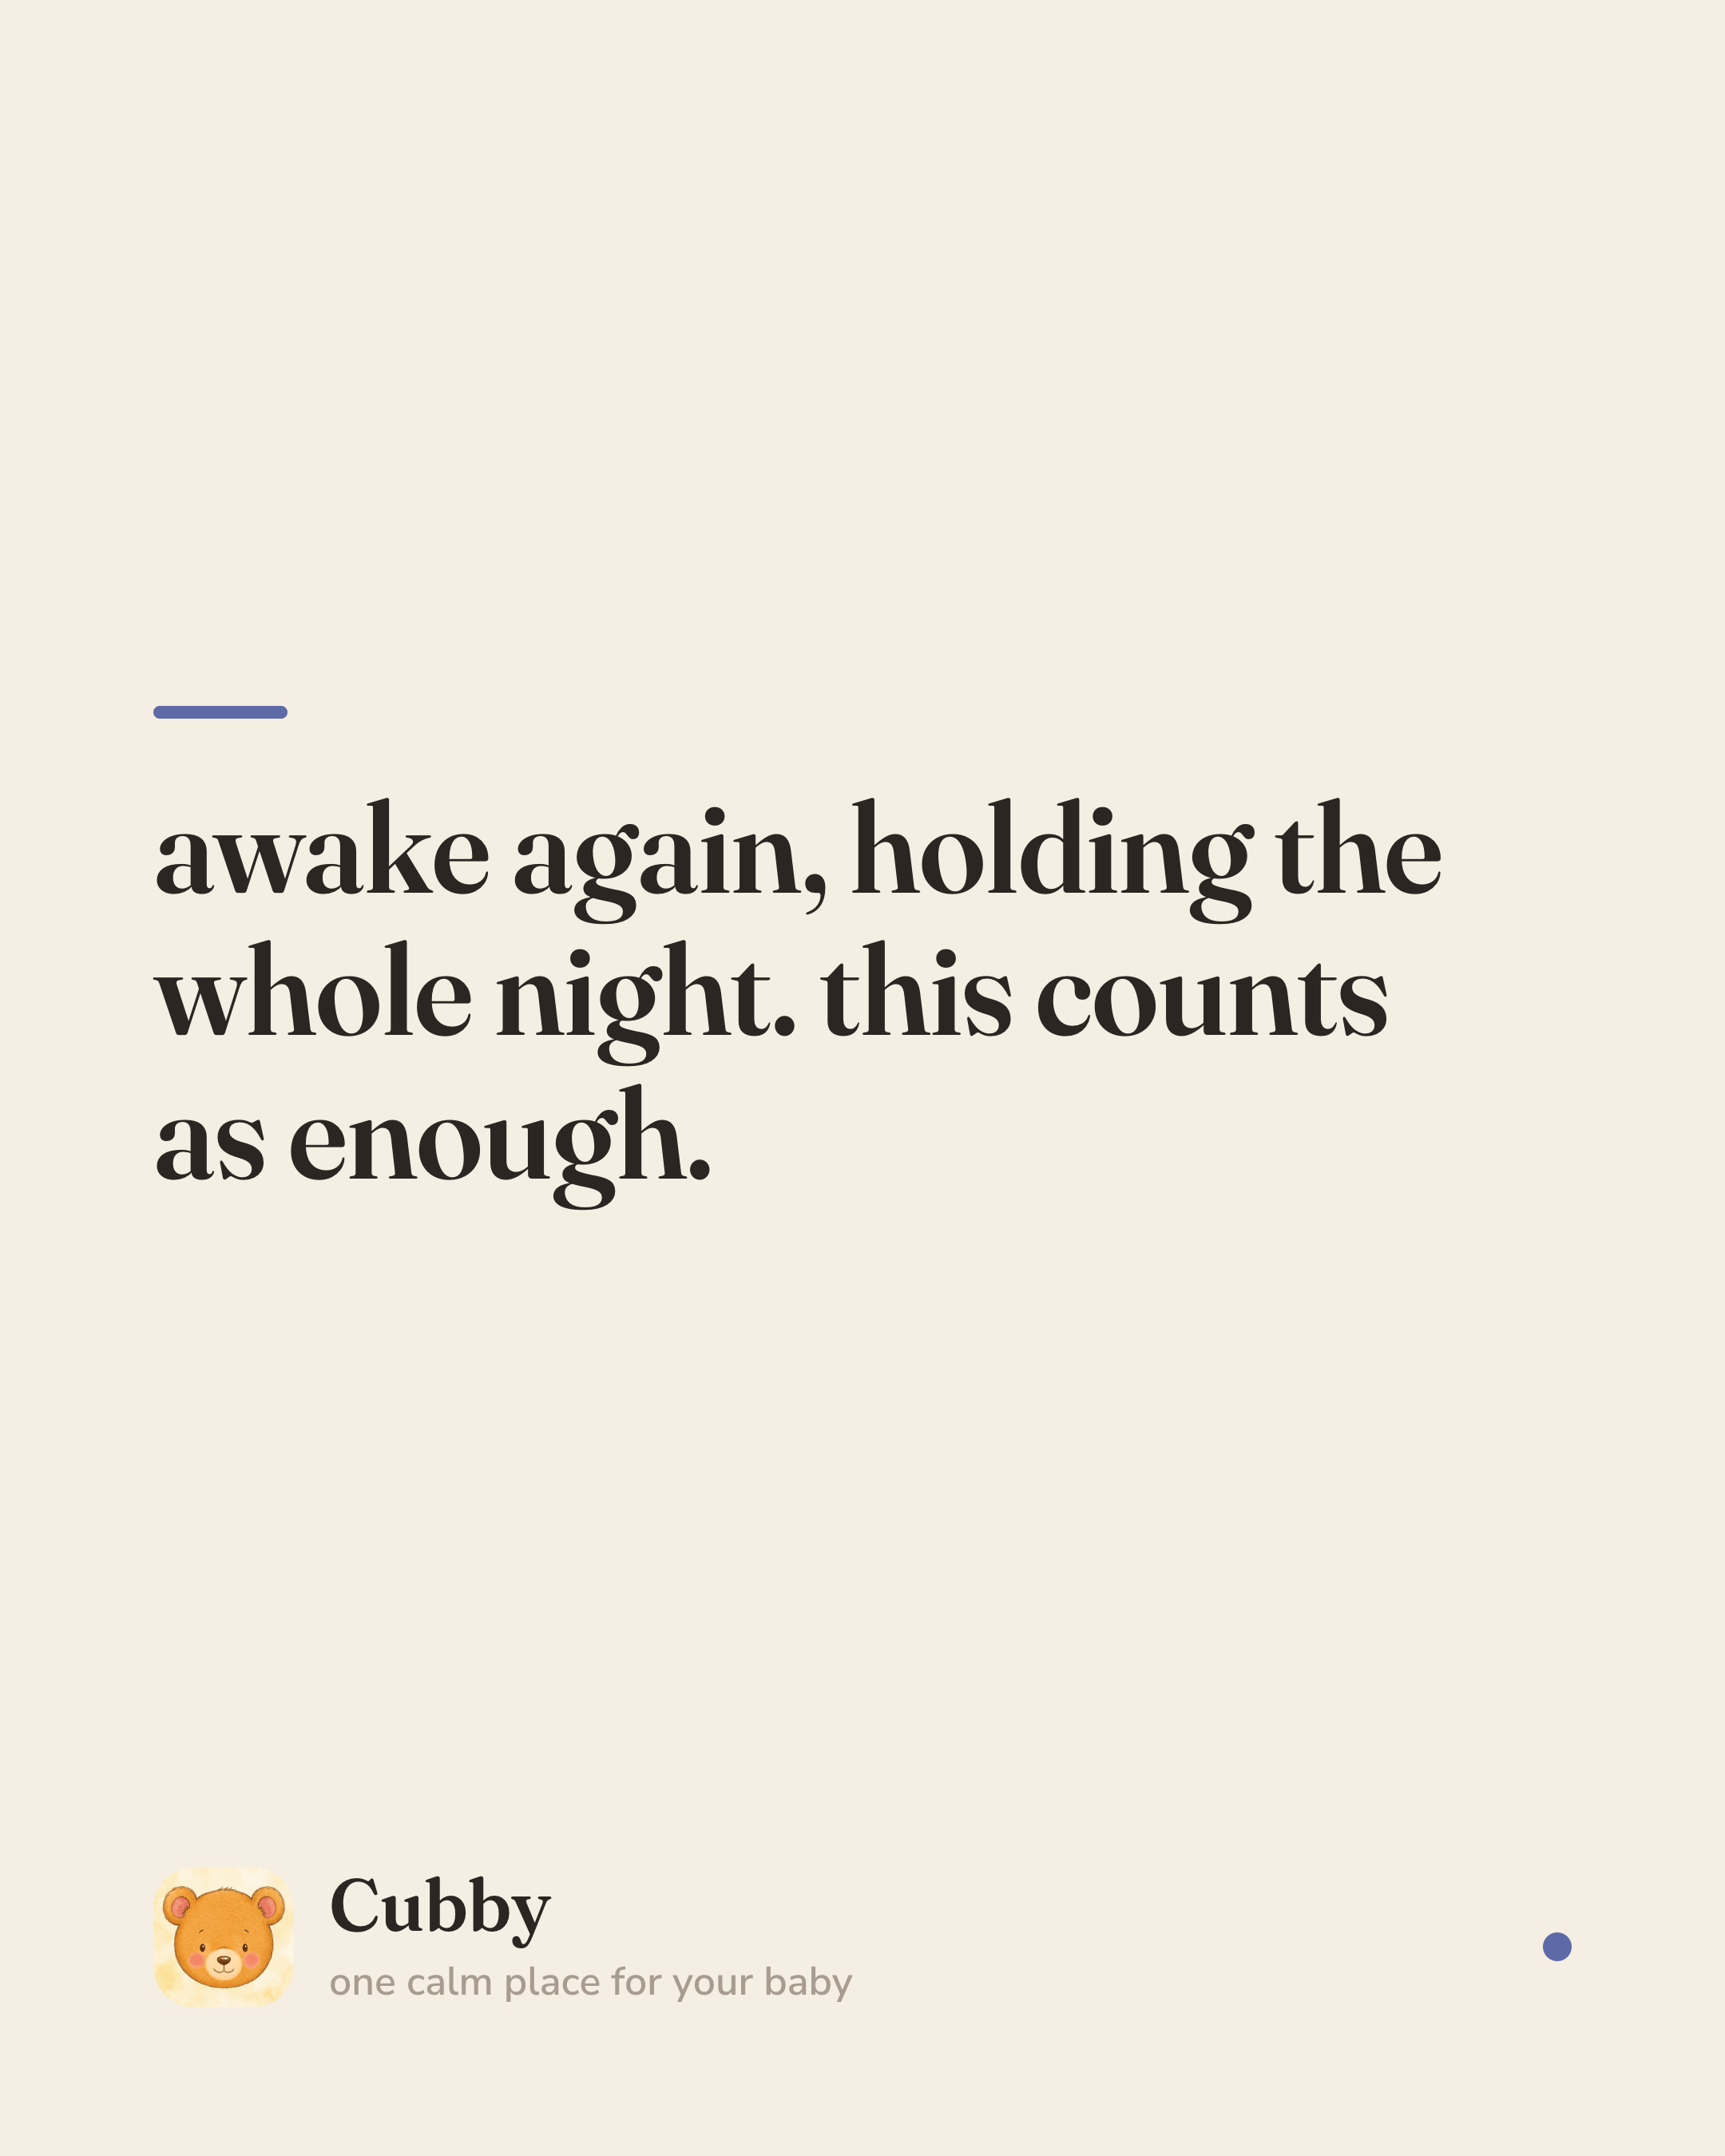 awake again, holding the
whole night. this counts
as enough.
Cubby
one calm place for your baby